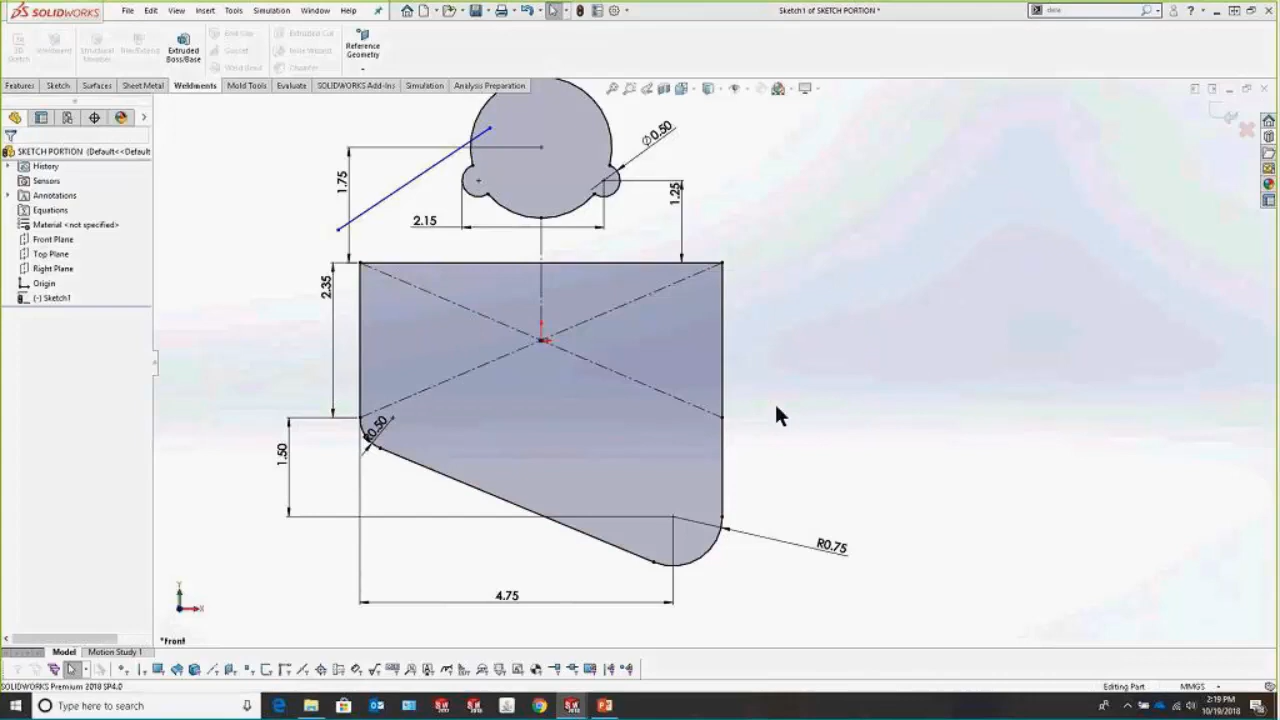 SOLIDWORKS
File Edit View Insert Tools Simulation Window Help
Sketch1 of SKETCH PORTION *
Extruded Boss/Base
Extruded Cut
Reference Geometry
Features Sketch Surfaces Sheet Metal Weldments Mold Tools Evaluate SOLIDWORKS Add-Ins Simulation Analysis Preparation
SKETCH PORTION (Default<<Default
History
Sensors
Annotations
Equations
Material <not specified>
Front Plane
Top Plane
Right Plane
Origin
(-) Sketch1
∅0.50
1.75
1.25
2.15
2.35
R0.50
1.50
R0.75
4.75
Y
X
*Front
Model Motion Study 1
SOLIDWORKS Premium 2018 SP4.0
Editing Part
MMGS
Type here to search
2:19 PM
10/19/2018